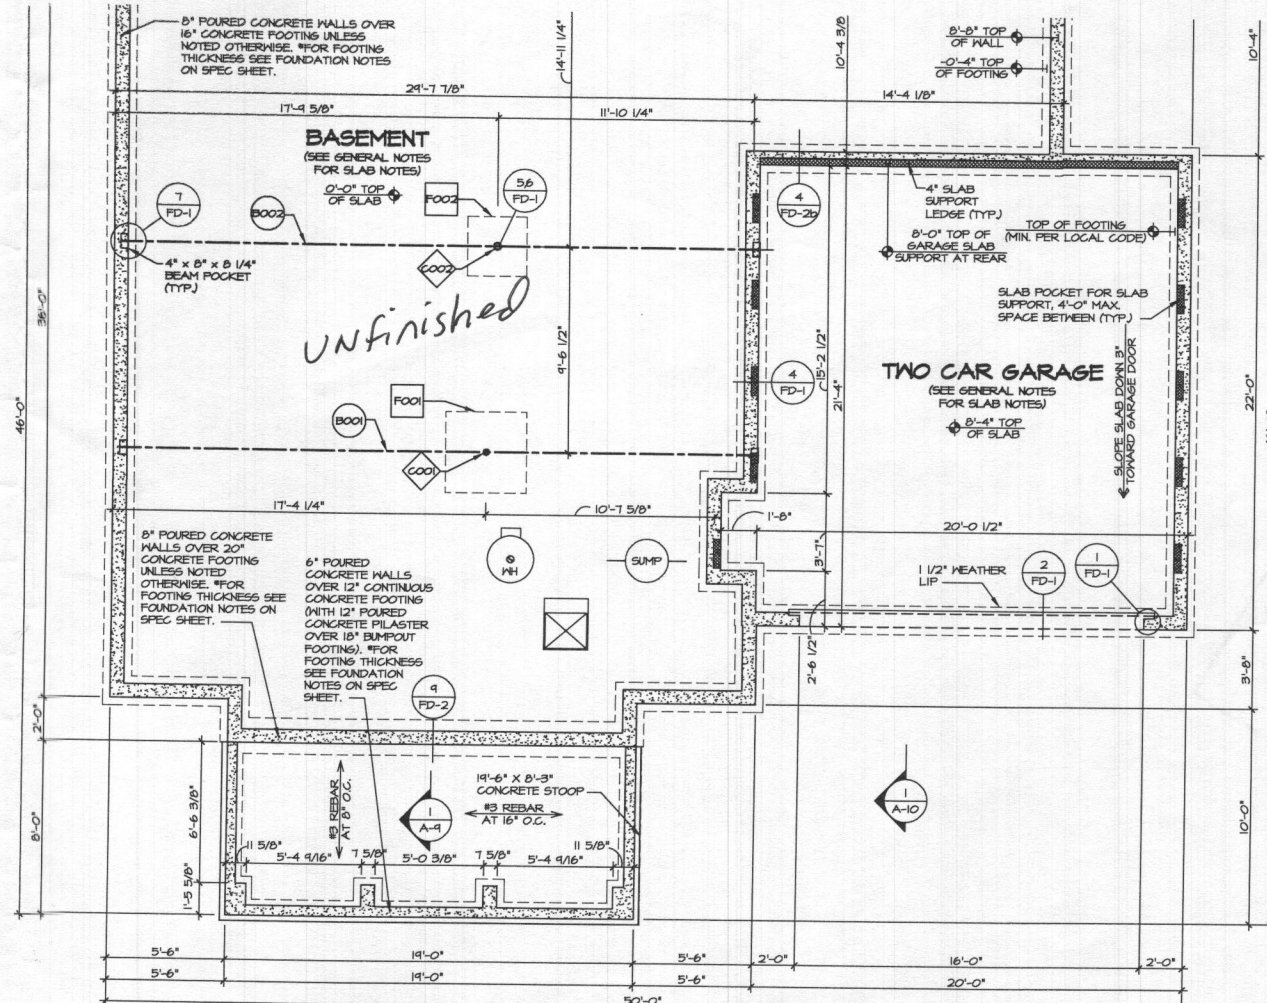 8" POURED CONCRETE WALLS OVER
16" CONCRETE FOOTING UNLESS
NOTED OTHERWISE. *FOR FOOTING
THICKNESS SEE FOUNDATION NOTES
ON SPEC SHEET.
14'-11 1/4"
10'-4 3/8
8'-8" TOP
OF WALL
-0'-4" TOP
OF FOOTING
10'-4"
29'-7 7/8"
14'-4 1/8"
17'-9 5/8"
11'-10 1/4"
BASEMENT
(SEE GENERAL NOTES
FOR SLAB NOTES)
0'-0" TOP
OF SLAB
F002
5,6
FD-1
7
FD-1
B002
C002
4" x 8" x 8 1/4"
BEAM POCKET
(TYP.)
unfinished
4
FD-2b
4" SLAB
SUPPORT
LEDGE (TYP.)
8'-0" TOP OF
GARAGE SLAB
SUPPORT AT REAR
TOP OF FOOTING
(MIN. PER LOCAL CODE)
SLAB POCKET FOR SLAB
SUPPORT, 4'-0" MAX.
SPACE BETWEEN (TYP.)
38'-0"
46'-0"
9'-6 1/2"
15'-2 1/2"
21'-4"
4
FD-1
TWO CAR GARAGE
(SEE GENERAL NOTES
FOR SLAB NOTES)
8'-4" TOP
OF SLAB
SLOPE SLAB DOWN 3"
TOWARD GARAGE DOOR
22'-0"
F001
B001
C001
17'-4 1/4"
10'-7 5/8"
1'-8"
20'-0 1/2"
3'-7"
8" POURED CONCRETE
WALLS OVER 20"
CONCRETE FOOTING
UNLESS NOTED
OTHERWISE. *FOR
FOOTING THICKNESS SEE
FOUNDATION NOTES ON
SPEC SHEET.
6" POURED
CONCRETE WALLS
OVER 12" CONTINUOUS
CONCRETE FOOTING
(WITH 12" POURED
CONCRETE PILASTER
OVER 18" BUMPOUT
FOOTING). *FOR
FOOTING THICKNESS
SEE FOUNDATION
NOTES ON SPEC
SHEET.
WH
SUMP
1 1/2" WEATHER
LIP
2
FD-1
1
FD-1
2'-6 1/2"
3'-8"
2'-0"
9
FD-2
8'-0"
6'-6 3/8"
1'-5 5/8"
#3 REBAR
AT 8" O.C.
1
A-9
19'-6" X 8'-3"
CONCRETE STOOP
#3 REBAR
AT 16" O.C.
1
A-10
10'-0"
11 5/8"
5'-4 9/16"
7 5/8"
5'-0 3/8"
7 5/8"
5'-4 9/16"
11 5/8"
5'-6"
19'-0"
5'-6"
2'-0"
16'-0"
2'-0"
5'-6"
19'-0"
5'-6"
20'-0"
50'-0"